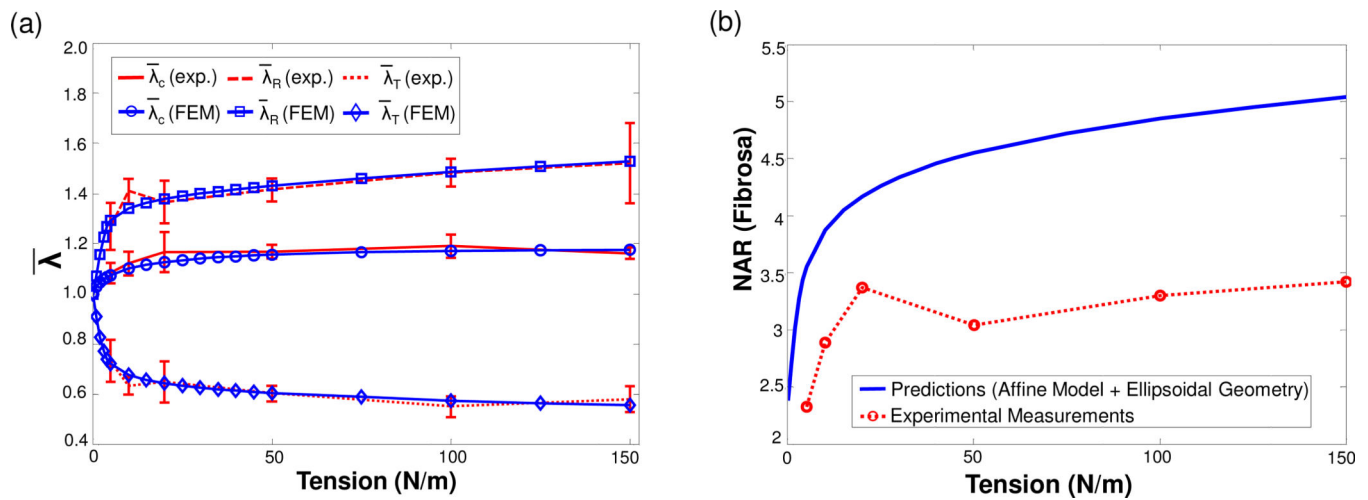 (a)
2.0
1.8
1.6
1.4
1.2
1.0
0.8
0.6
0.4
λ̅
λ̅c (exp.) λ̅R (exp.) λ̅T (exp.)
λ̅c (FEM) λ̅R (FEM) λ̅T (FEM)
0 50 100 150
Tension (N/m)
(b)
5.5
5
4.5
4
3.5
3
2.5
2
NAR (Fibrosa)
Predictions (Affine Model + Ellipsoidal Geometry)
Experimental Measurements
0 50 100 150
Tension (N/m)